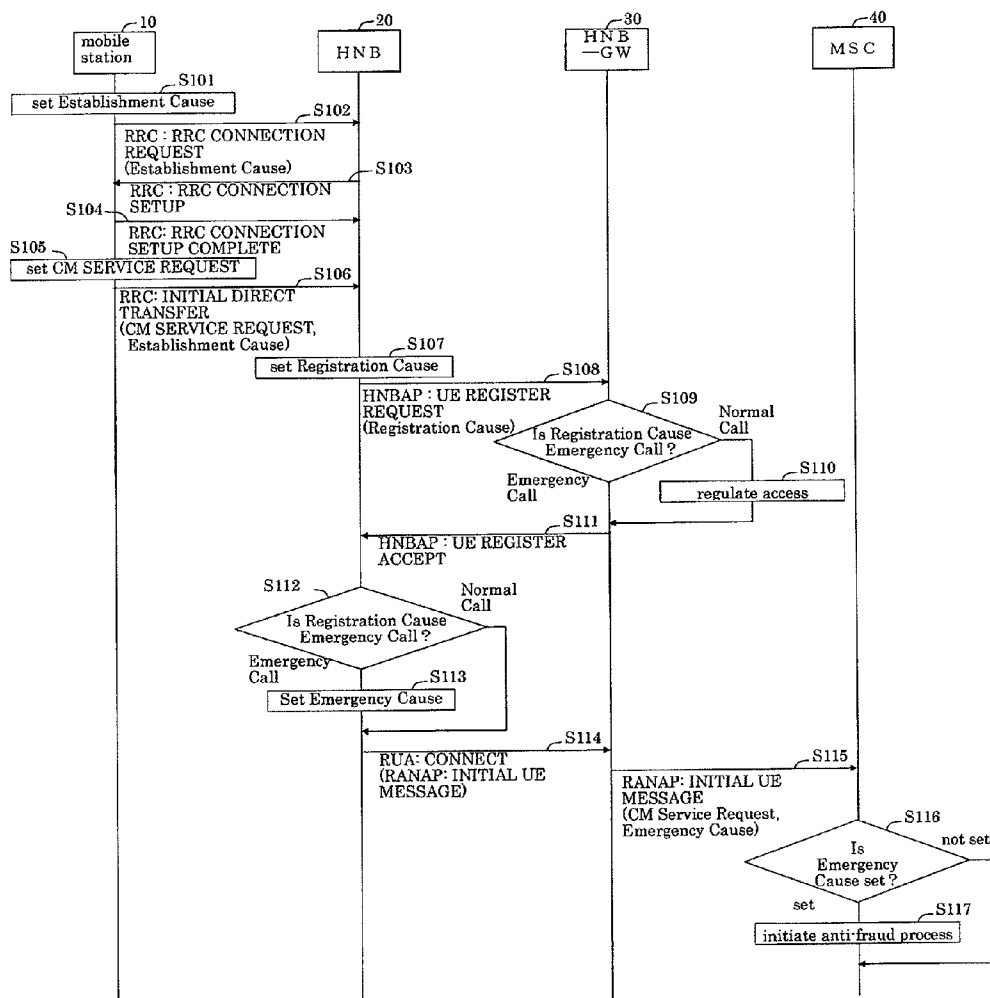 10
20
30
40
mobile
station
HNB
HNB
—GW
MSC
S101
set Establishment Cause
S102
RRC : RRC CONNECTION
REQUEST
(Establishment Cause)
S103
RRC : RRC CONNECTION
SETUP
S104
RRC: RRC CONNECTION
SETUP COMPLETE
S105
set CM SERVICE REQUEST
S106
RRC: INITIAL DIRECT
TRANSFER
(CM SERVICE REQUEST,
Establishment Cause)
S107
set Registration Cause
S108
HNBAP : UE REGISTER
REQUEST
(Registration Cause)
S109
Is Registration Cause
Emergency Call ?
Normal
Call
Emergency
Call
S110
regulate access
S111
HNBAP : UE REGISTER
ACCEPT
S112
Is Registration Cause
Emergency Call ?
Normal
Call
Emergency
Call
S113
Set Emergency Cause
S114
RUA: CONNECT
(RANAP: INITIAL UE
MESSAGE)
S115
RANAP: INITIAL UE
MESSAGE
(CM Service Request,
Emergency Cause)
S116
Is
Emergency
Cause set ?
not set
set
S117
initiate anti-fraud process